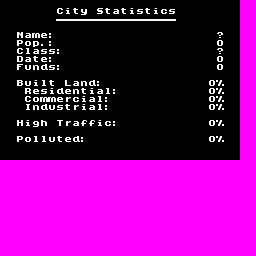 City Statistics
Name: ?
Pop.: 0
Class: ?
Date: 0
Funds: 0
Built Land: 0%
Residential: 0%
Commercial: 0%
Industrial: 0%
High Traffic: 0%
Polluted: 0%